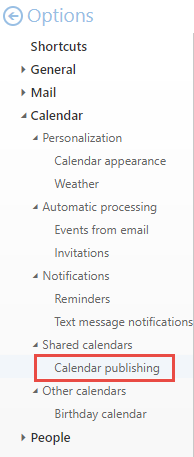 Options
Shortcuts
General
Mail
Calendar
Personalization
Calendar appearance
Weather
Automatic processing
Events from email
Invitations
Notifications
Reminders
Text message notifications
Shared calendars
Calendar publishing
Other calendars
Birthday calendar
People